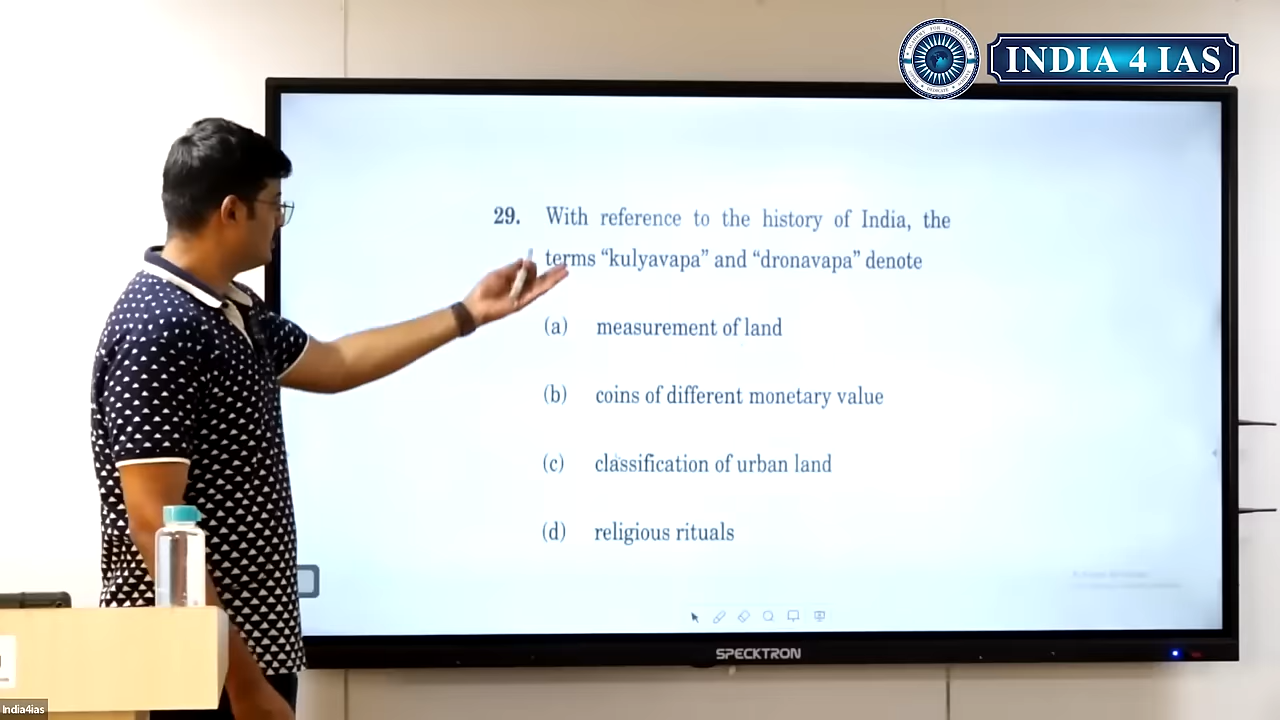 INDIA 4 IAS
29. With reference to the history of India, the
terms “kulyavapa” and “dronavapa” denote
(a) measurement of land
(b) coins of different monetary value
(c) classification of urban land
(d) religious rituals
SPECKTRON
India4ias